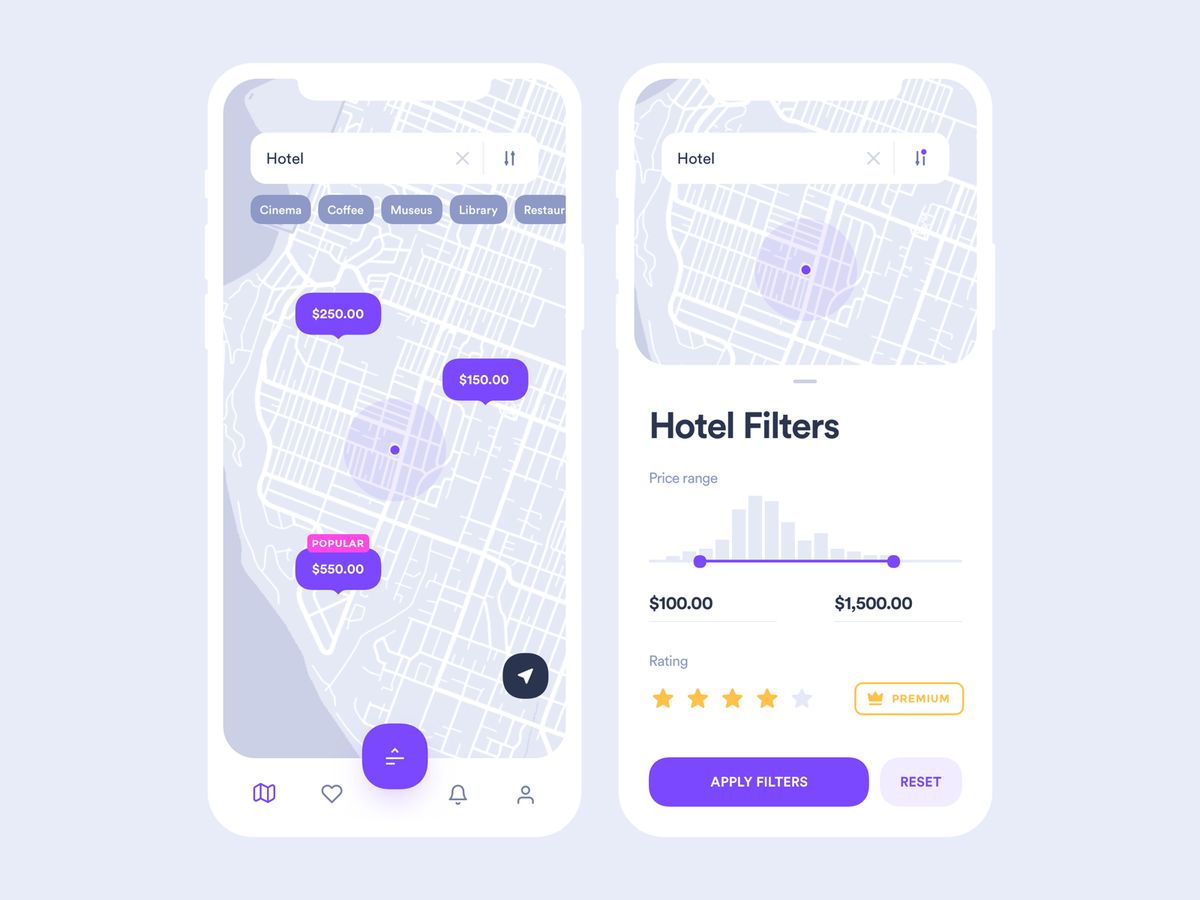 Hotel
Cinema Coffee Museus Library Restaur
$250.00
$150.00
POPULAR
$550.00
Hotel
Hotel Filters
Price range
$100.00 $1,500.00
Rating
PREMIUM
APPLY FILTERS RESET